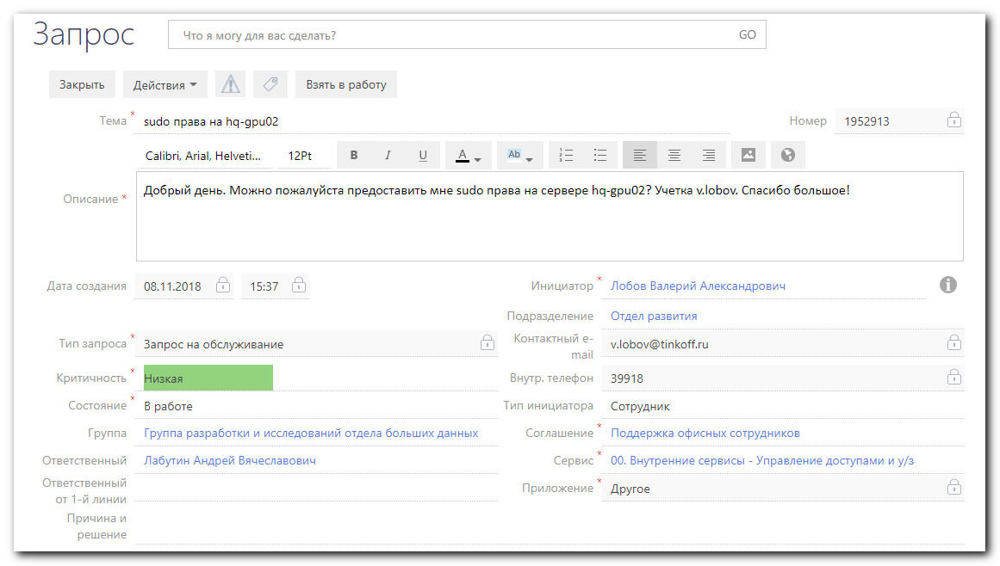 Запрос
Что я могу для вас сделать? GO
Закрыть Действия Взять в работу
Тема * sudo права на hq-gpu02 Номер 1952913
Calibri, Arial, Helveti... 12Pt B I U A Ab
Описание * Добрый день. Можно пожалуйста предоставить мне sudo права на сервере hq-gpu02? Учетка v.lobov. Спасибо большое!
Дата создания 08.11.2018 15:37 Инициатор * Лобов Валерий Александрович
Подразделение Отдел развития
Тип запроса * Запрос на обслуживание Контактный e-
mail v.lobov@tinkoff.ru
Критичность * Низкая Внутр. телефон 39918
Состояние * В работе Тип инициатора Сотрудник
Группа Группа разработки и исследований отдела больших данных Соглашение * Поддержка офисных сотрудников
Ответственный Лабутин Андрей Вячеславович Сервис * 00. Внутренние сервисы - Управление доступами и у/з
Ответственный
от 1-й линии Приложение * Другое
Причина и
решение